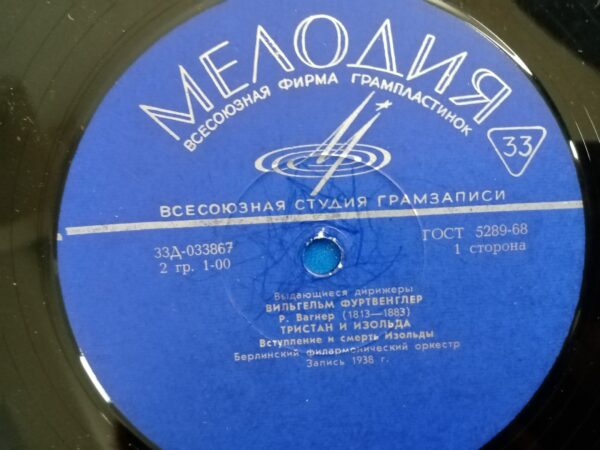 МЕЛОДИЯ
ВСЕСОЮЗНАЯ ФИРМА ГРАМПЛАСТИНОК
33
ВСЕСОЮЗНАЯ СТУДИЯ ГРАМЗАПИСИ
33Д-033867
2 гр. 1-00
ГОСТ 5289-68
1 сторона
Выдающиеся дирижеры
ВИЛЬГЕЛЬМ ФУРТВЕНГЛЕР
Р. Вагнер (1813—1883)
ТРИСТАН И ИЗОЛЬДА
Вступление и смерть Изольды
Берлинский филармонический оркестр
Запись 1938 г.